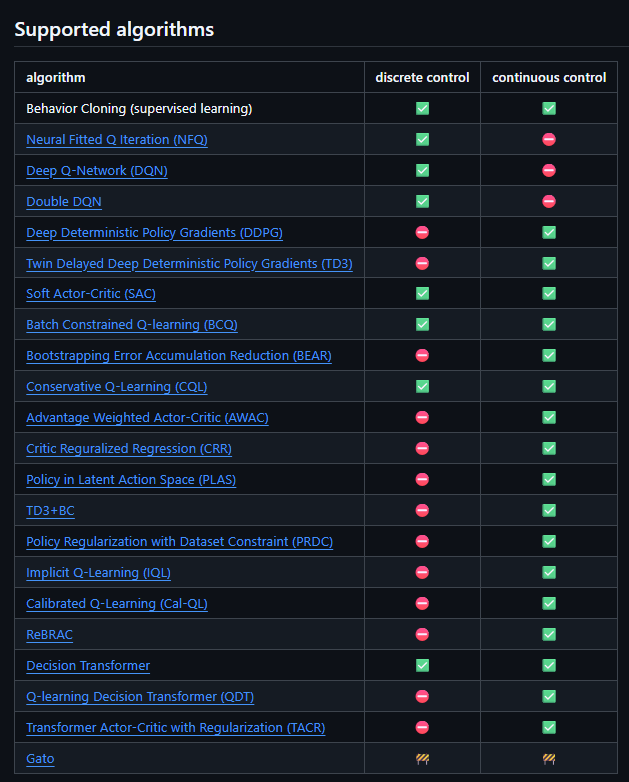 Supported algorithms
algorithm discrete control continuous control
Behavior Cloning (supervised learning) ✅ ✅
Neural Fitted Q Iteration (NFQ) ✅ ⛔
Deep Q-Network (DQN) ✅ ⛔
Double DQN ✅ ⛔
Deep Deterministic Policy Gradients (DDPG) ⛔ ✅
Twin Delayed Deep Deterministic Policy Gradients (TD3) ⛔ ✅
Soft Actor-Critic (SAC) ✅ ✅
Batch Constrained Q-learning (BCQ) ✅ ✅
Bootstrapping Error Accumulation Reduction (BEAR) ⛔ ✅
Conservative Q-Learning (CQL) ✅ ✅
Advantage Weighted Actor-Critic (AWAC) ⛔ ✅
Critic Reguralized Regression (CRR) ⛔ ✅
Policy in Latent Action Space (PLAS) ⛔ ✅
TD3+BC ⛔ ✅
Policy Regularization with Dataset Constraint (PRDC) ⛔ ✅
Implicit Q-Learning (IQL) ⛔ ✅
Calibrated Q-Learning (Cal-QL) ⛔ ✅
ReBRAC ⛔ ✅
Decision Transformer ✅ ✅
Q-learning Decision Transformer (QDT) ⛔ ✅
Transformer Actor-Critic with Regularization (TACR) ⛔ ✅
Gato 🚧 🚧